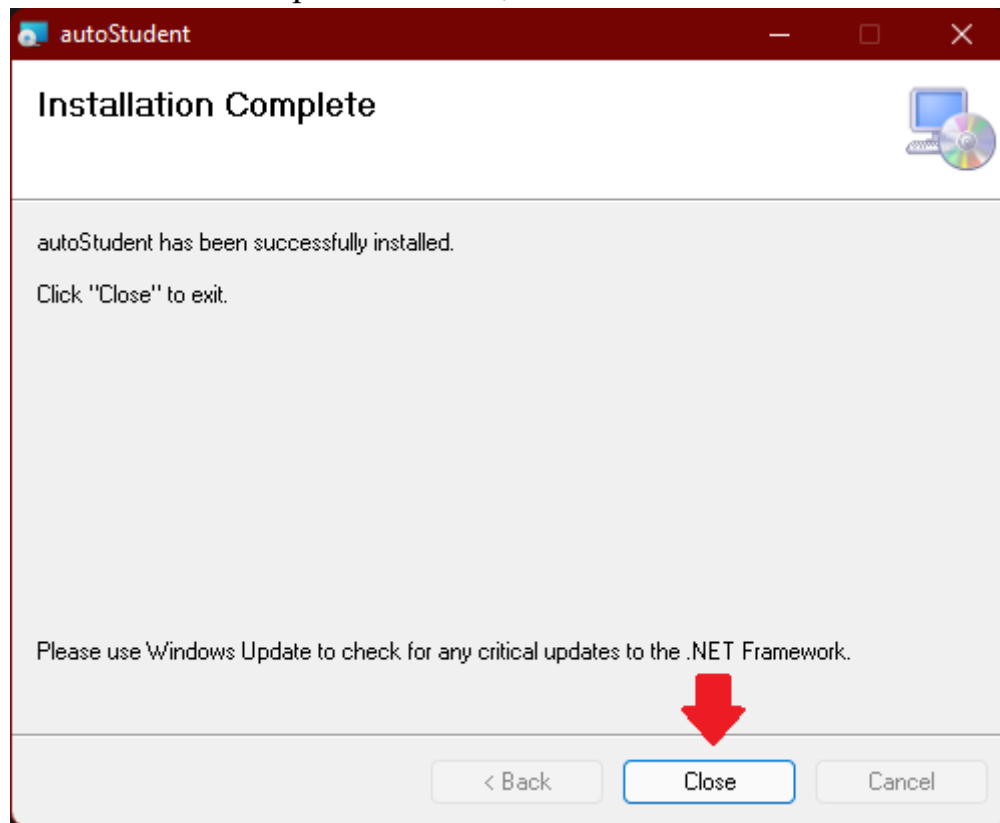 autoStudent
Installation Complete
autoStudent has been successfully installed.
Click "Close" to exit.
Please use Windows Update to check for any critical updates to the .NET Framework.
< Back
Close
Cancel